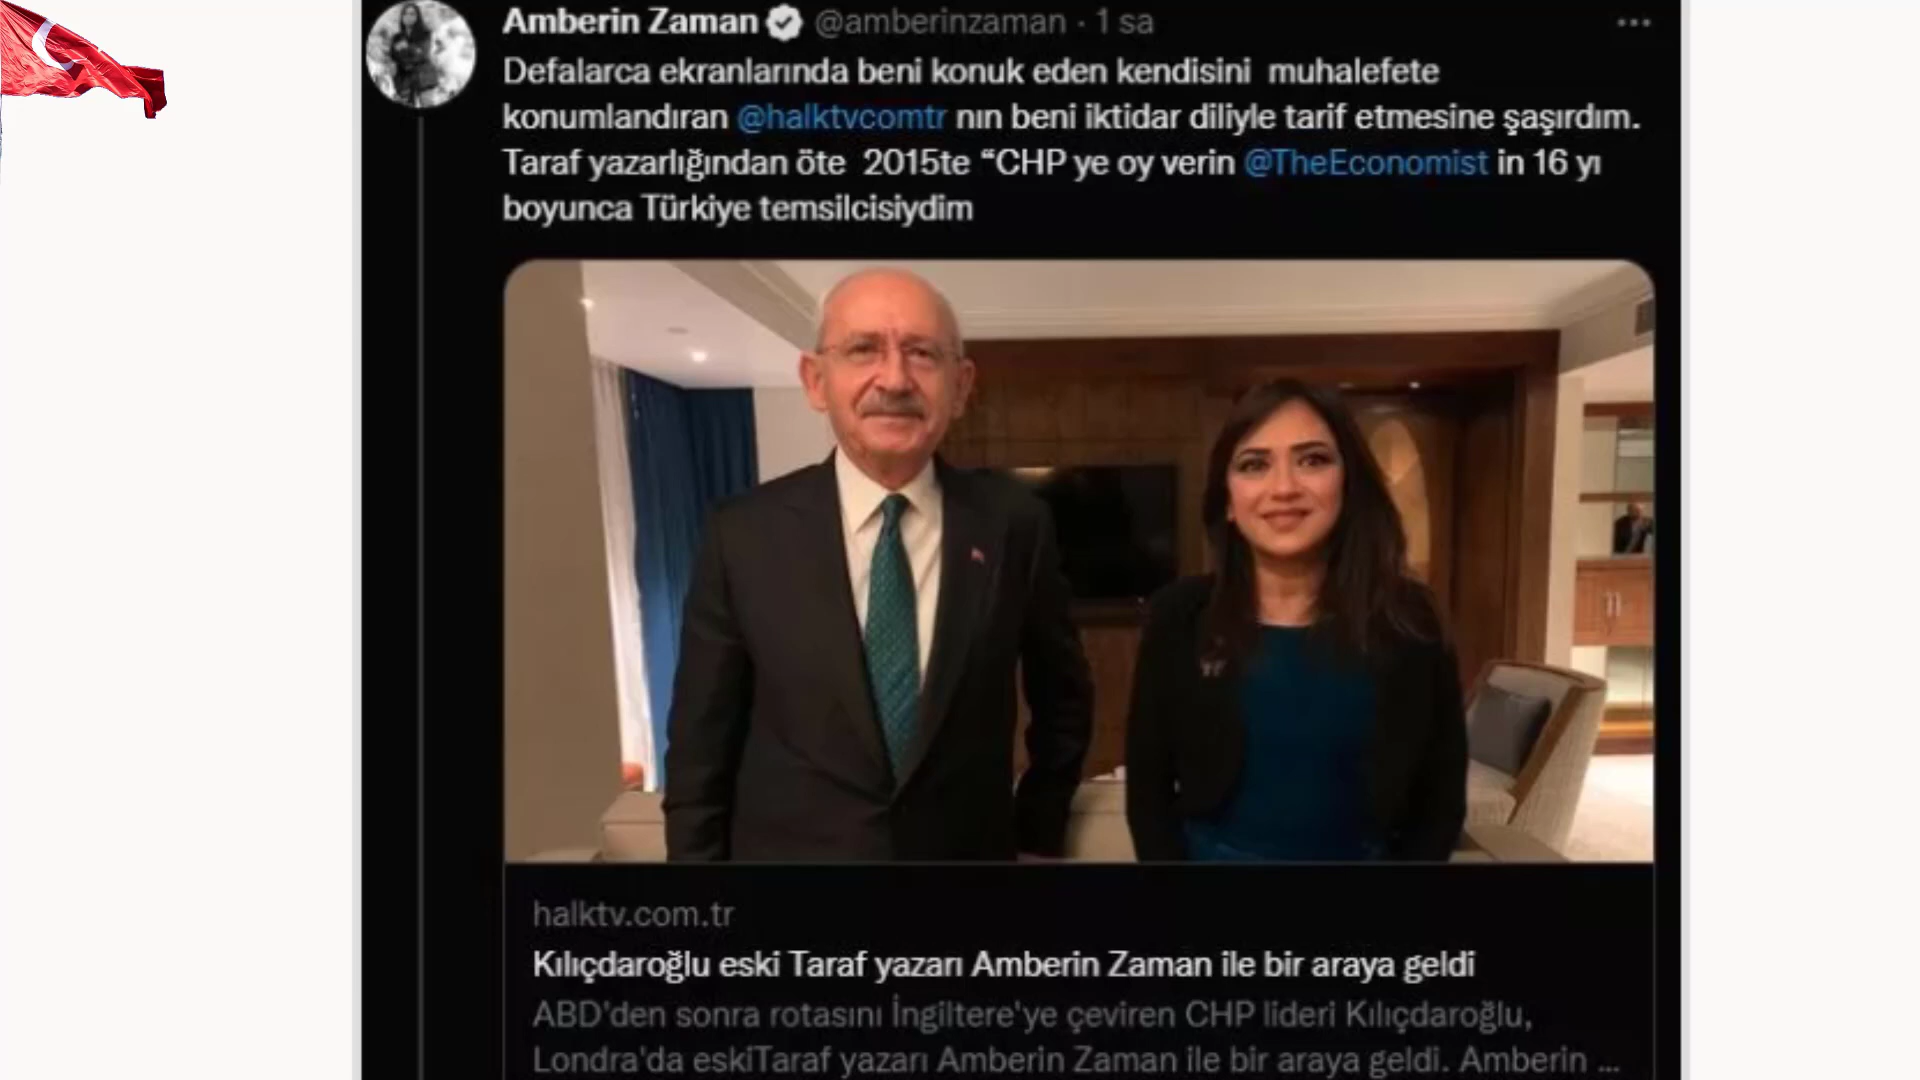 Amberin Zaman @amberinzaman · 1 sa
Defalarca ekranlarında beni konuk eden kendisini muhalefete
konumlandıran @halktvcomtr nın beni iktidar diliyle tarif etmesine şaşırdım.
Taraf yazarlığından öte 2015te “CHP ye oy verin @TheEconomist in 16 yı
boyunca Türkiye temsilcisiydim
halktv.com.tr
Kılıçdaroğlu eski Taraf yazarı Amberin Zaman ile bir araya geldi
ABD'den sonra rotasını İngiltere'ye çeviren CHP lideri Kılıçdaroğlu,
Londra'da eskiTaraf yazarı Amberin Zaman ile bir araya geldi. Amberin ...